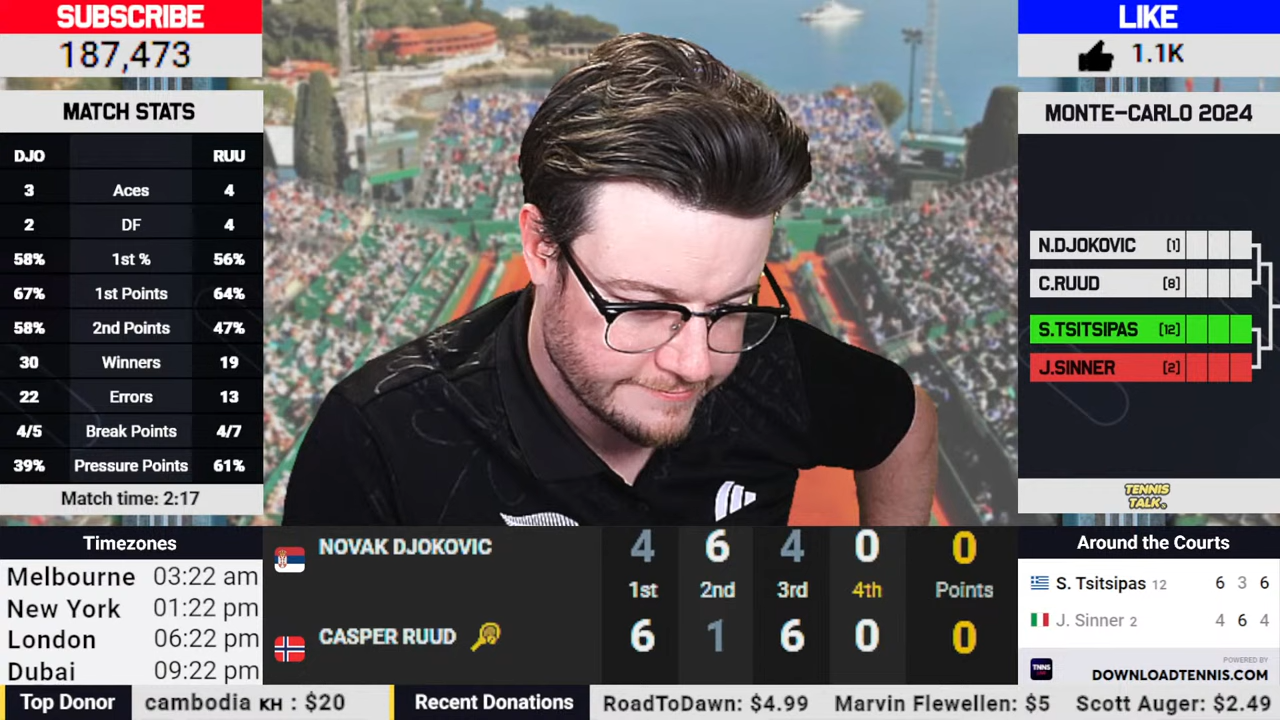 SUBSCRIBE
187,473
MATCH STATS
DJO RUU
3 Aces 4
2 DF 4
58% 1st % 56%
67% 1st Points 64%
58% 2nd Points 47%
30 Winners 19
22 Errors 13
4/5 Break Points 4/7
39% Pressure Points 61%
Match time: 2:17
Timezones
Melbourne 03:22 am
New York 01:22 pm
London 06:22 pm
Dubai 09:22 pm
LIKE
1.1K
MONTE-CARLO 2024
N.DJOKOVIC [1]
C.RUUD [8]
S.TSITSIPAS [12]
J.SINNER [2]
TENNIS
TALK.
NOVAK DJOKOVIC 4 6 4 0 0
1st 2nd 3rd 4th Points
CASPER RUUD 6 1 6 0 0
Around the Courts
S. Tsitsipas 12 6 3 6
J. Sinner 2 4 6 4
TNNS
POWERED BY
DOWNLOADTENNIS.COM
Top Donor cambodia KH : $20 Recent Donations RoadToDawn: $4.99 Marvin Flewellen: $5 Scott Auger: $2.49